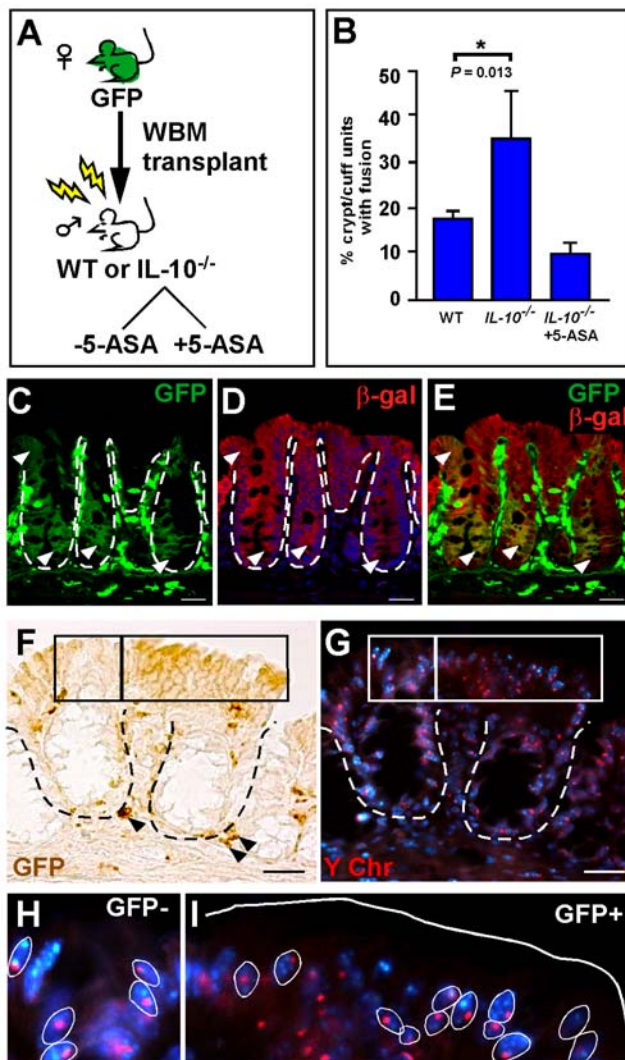 A
♀
GFP
WBM
transplant
♂
WT or IL-10-/-
-5-ASA +5-ASA
B
*
P = 0.013
% crypt/cuff units
with fusion
50
40
30
20
10
0
WT
IL-10-/-
IL-10-/-
+5-ASA
C
GFP
D
β-gal
E
GFP
β-gal
F
GFP
G
Y Chr
H
GFP-
I
GFP+